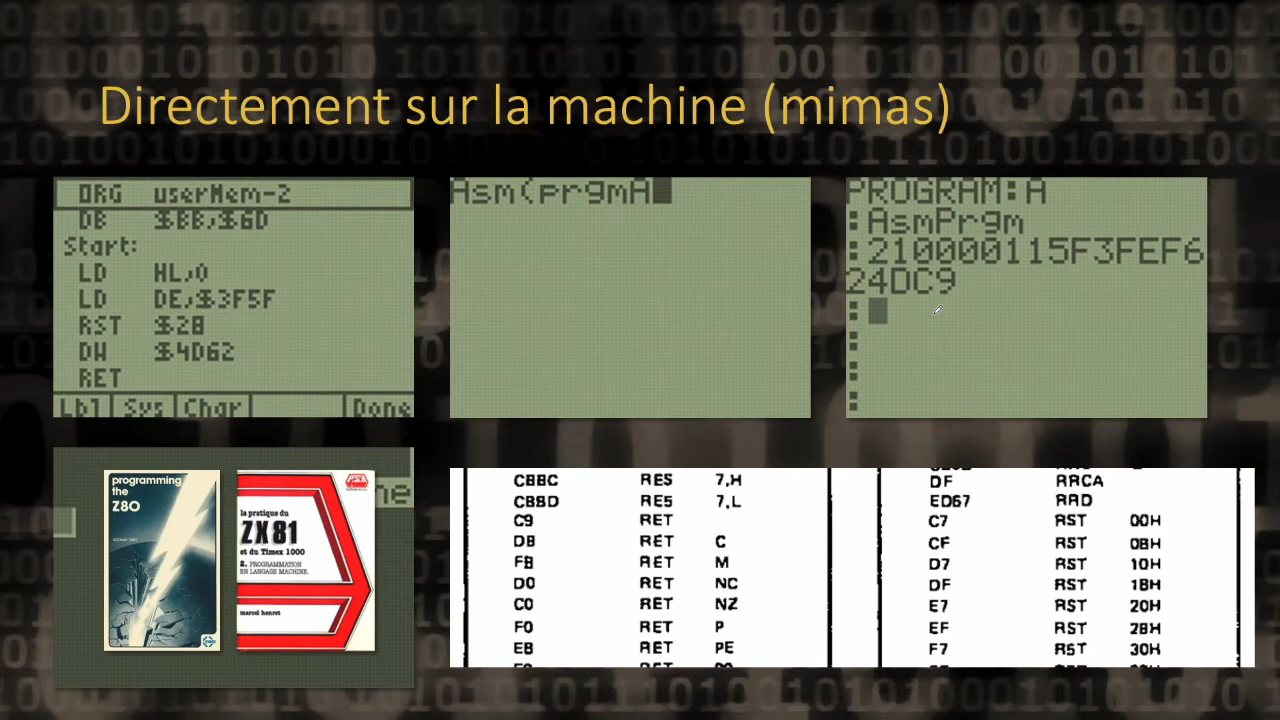 Directement sur la machine (mimas)
ORG userMem-2
DB $BB,$6D
Start:
LD HL,0
LD DE,$3F5F
RST $28
DW $4D62
RET
Lbl Sys Char Done
Asm(prgmA
PROGRAM:A
:AsmPrgm
:210000115F3FEF6
24DC9
:
:
:
:
programming
the
Z80
la pratique du
ZX81
et du Timex 1000
2. PROGRAMMATION
EN LANGAGE MACHINE.
marcel henrot
PSI
ne
CBBC RES 7,H
CBBD RES 7,L
C9 RET
D8 RET C
F8 RET M
D0 RET NC
C0 RET NZ
F0 RET P
E8 RET PE
DF RRCA
ED67 RRD
C7 RST 00H
CF RST 08H
D7 RST 10H
DF RST 18H
E7 RST 20H
EF RST 28H
F7 RST 30H